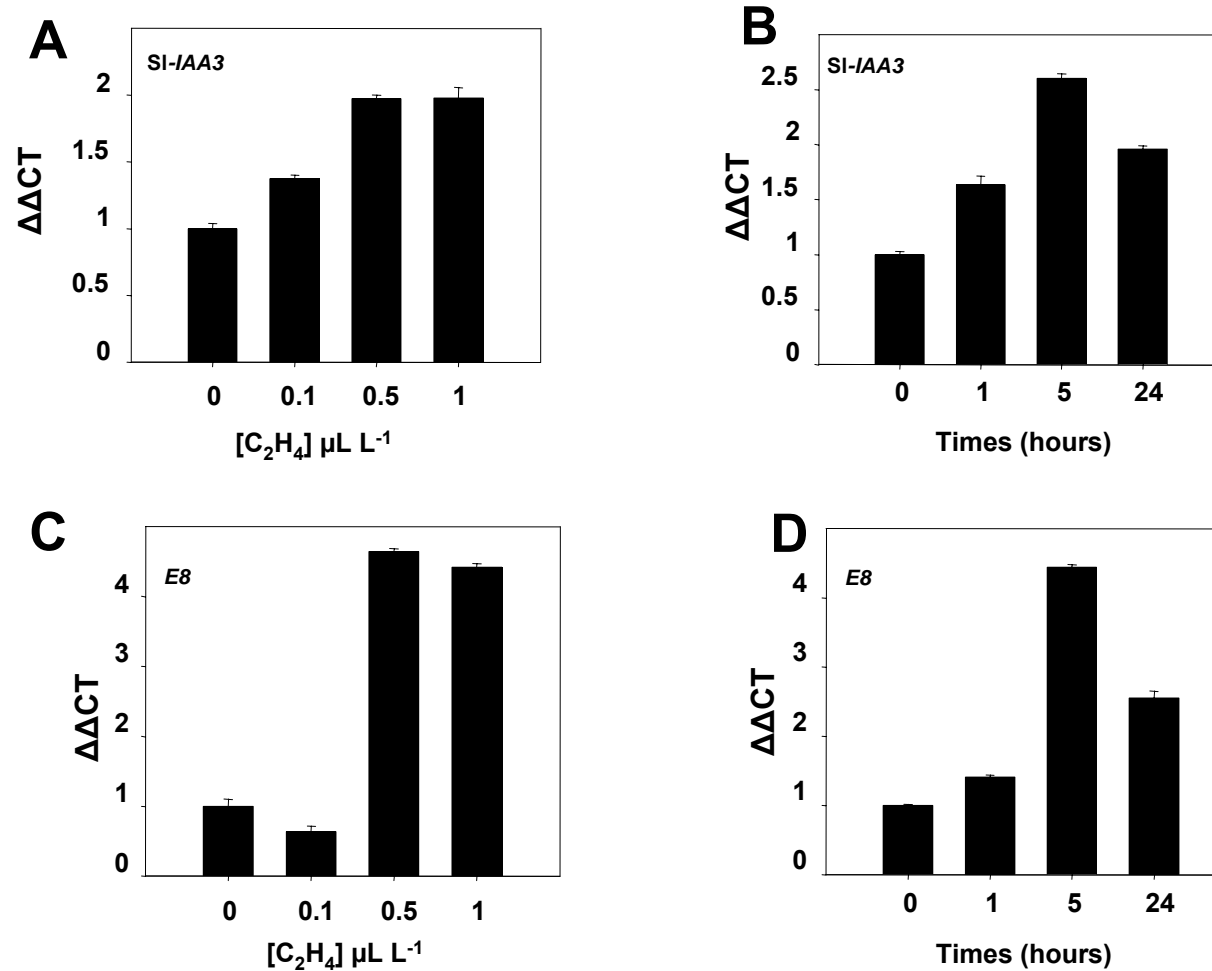 A
Sl-IAA3
2
1.5
1
0.5
0
ΔΔCT
0 0.1 0.5 1
[C₂H₄] µL L⁻¹
B
Sl-IAA3
2.5
2
1.5
1
0.5
0
ΔΔCT
0 1 5 24
Times (hours)
C
E8
4
3
2
1
0
ΔΔCT
0 0.1 0.5 1
[C₂H₄] µL L⁻¹
D
E8
4
3
2
1
0
ΔΔCT
0 1 5 24
Times (hours)